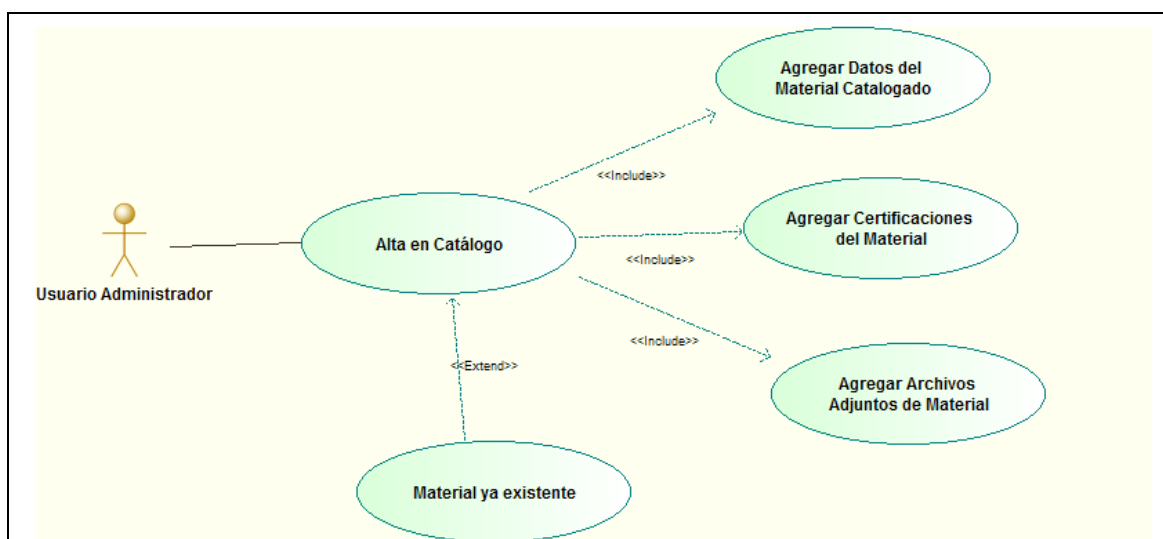 Agregar Datos del
Material Catalogado
<<Include>>
Agregar Certificaciones
del Material
Alta en Catálogo
<<Include>>
Usuario Administrador
<<Include>>
<<Extend>>
Agregar Archivos
Adjuntos de Material
Material ya existente